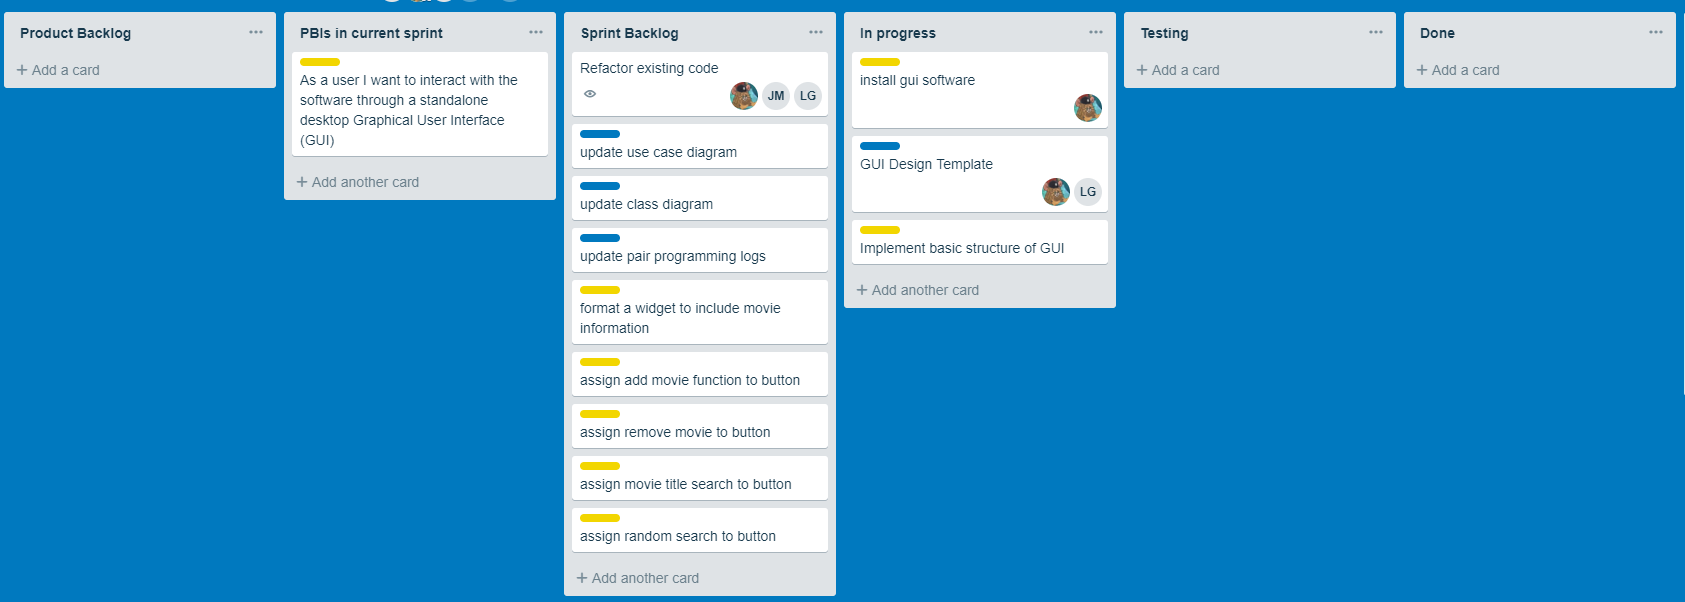 Product Backlog
+ Add a card
PBIs in current sprint
As a user I want to interact with the
software through a standalone
desktop Graphical User Interface
(GUI)
+ Add another card
Sprint Backlog
Refactor existing code
JM LG
update use case diagram
update class diagram
update pair programming logs
format a widget to include movie
information
assign add movie function to button
assign remove movie to button
assign movie title search to button
assign random search to button
+ Add another card
In progress
install gui software
GUI Design Template
LG
Implement basic structure of GUI
+ Add another card
Testing
+ Add a card
Done
+ Add a card